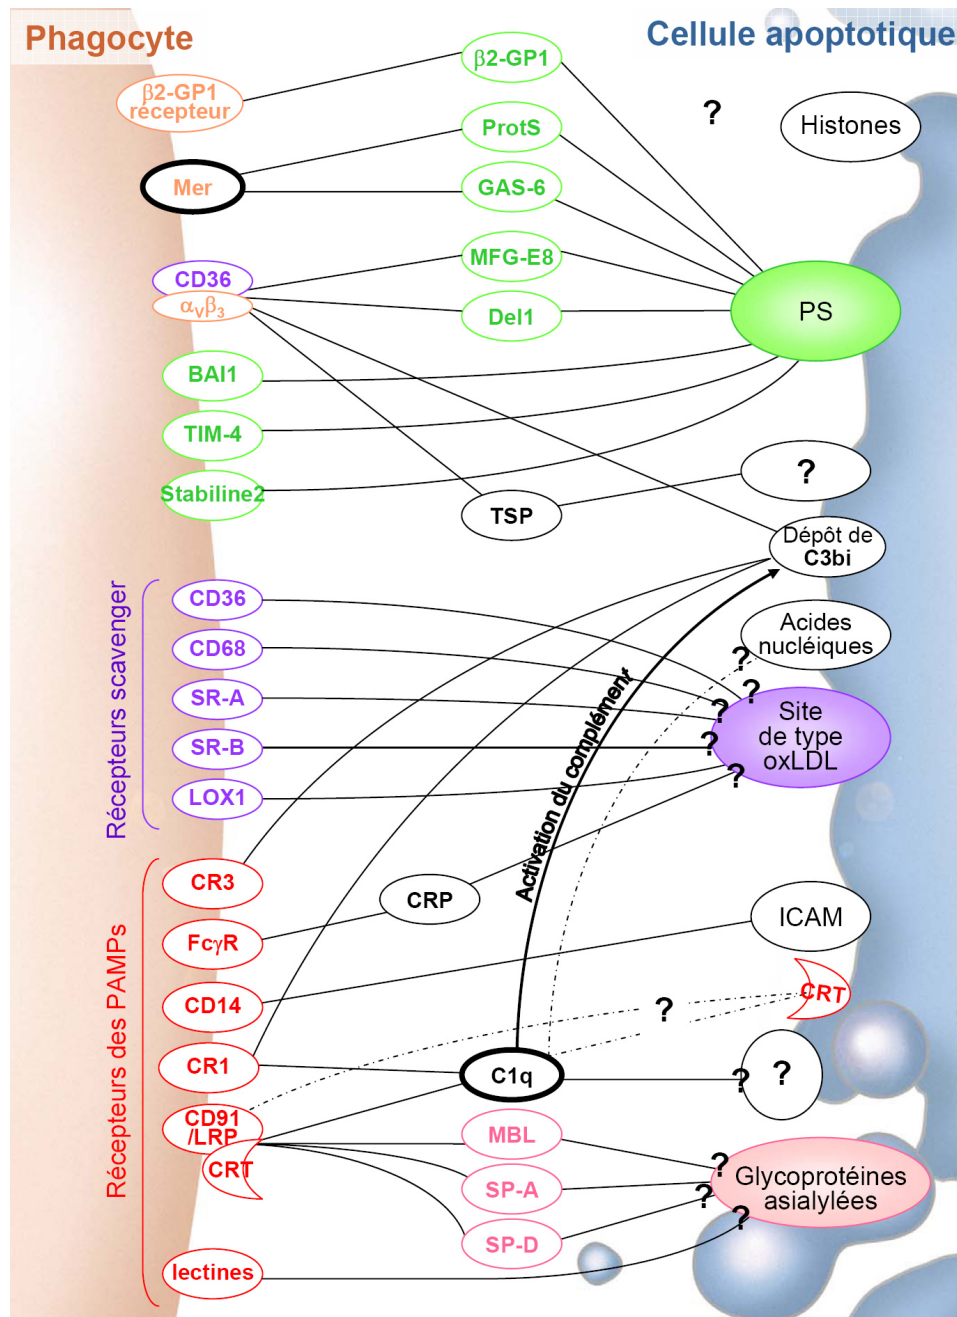 Phagocyte
Cellule apoptotique
β2-GP1
récepteur
β2-GP1
?
Histones
ProtS
Mer
GAS-6
MFG-E8
CD36
αVβ3
Del1
PS
BAI1
TIM-4
Stabiline2
?
TSP
Dépôt de
C3bi
Récepteurs scavenger
CD36
CD68
SR-A
SR-B
LOX1
Acides
nucléiques
?
?
?
?
?
Site
de type
oxLDL
Activation du complément
Récepteurs des PAMPs
CR3
CRP
FcγR
ICAM
CD14
CRT
?
CR1
C1q
?
?
CD91
/LRP
CRT
MBL
SP-A
SP-D
?
?
?
Glycoprotéines
asialylées
lectines